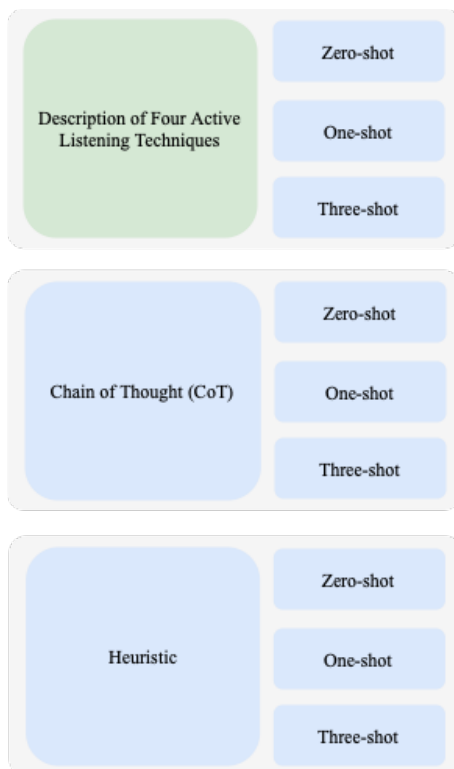 Description of Four Active
Listening Techniques
Zero-shot
One-shot
Three-shot
Chain of Thought (CoT)
Zero-shot
One-shot
Three-shot
Heuristic
Zero-shot
One-shot
Three-shot